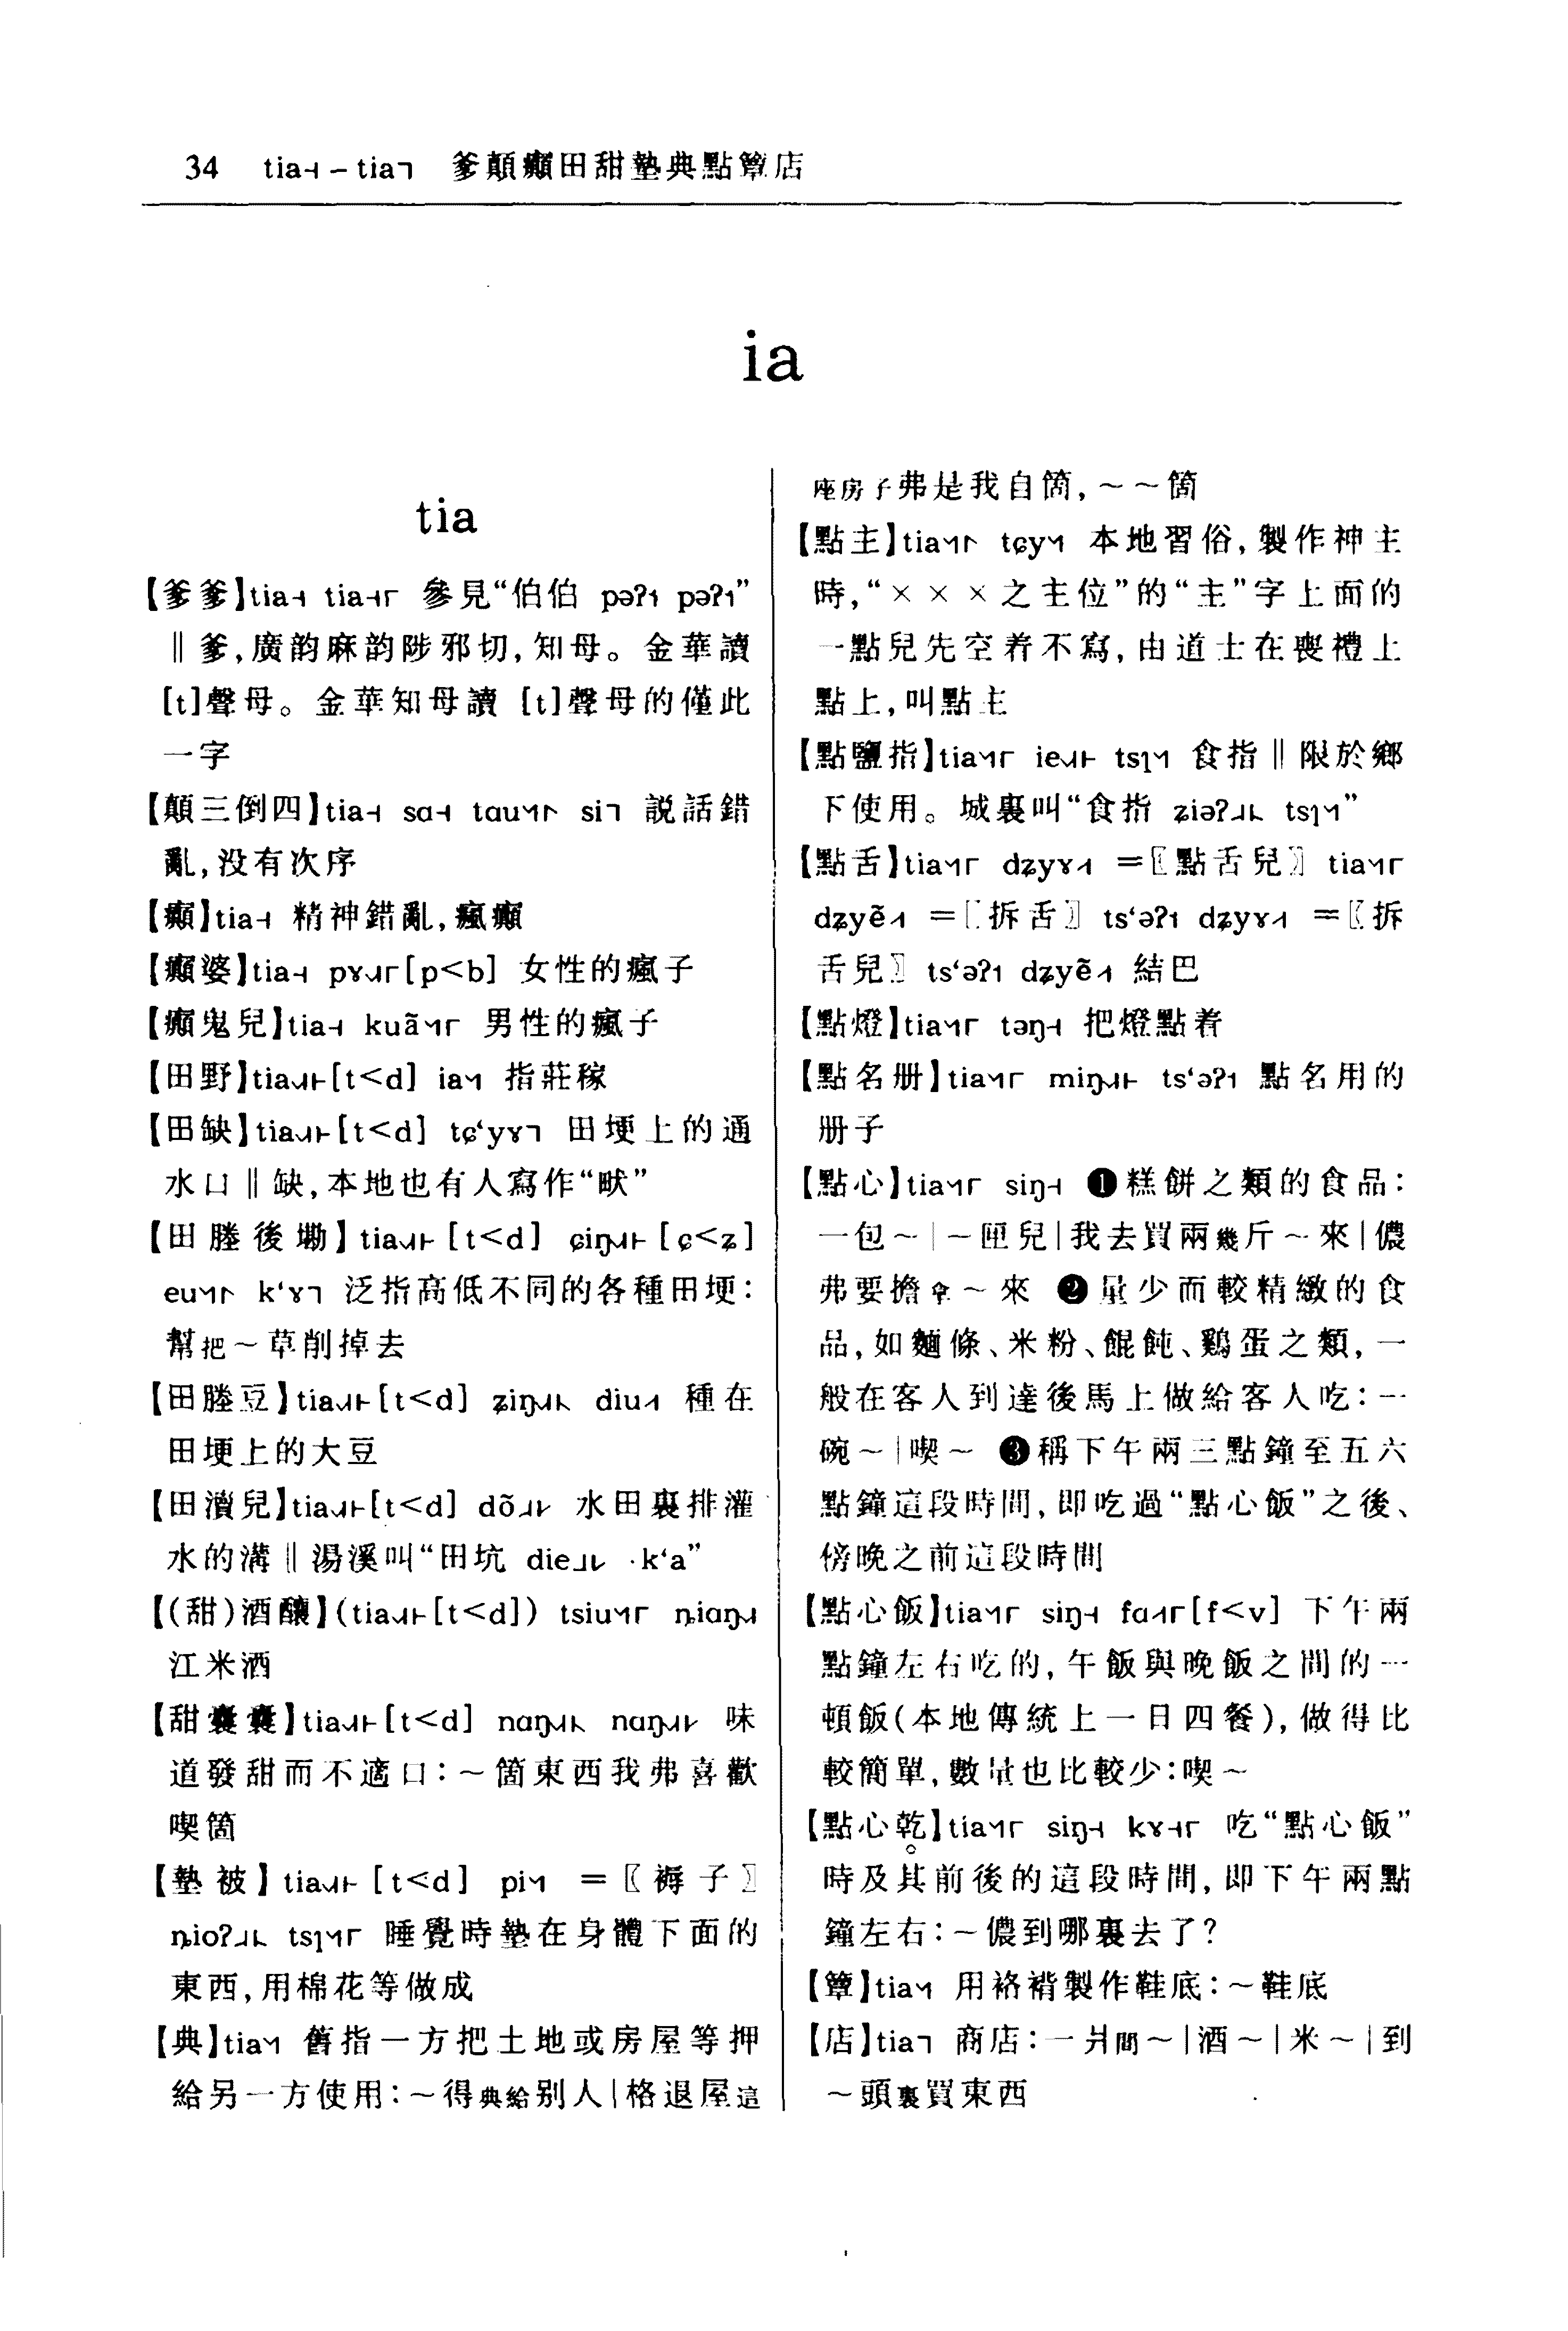 34 tia˧ – tia˥ 爹顛癲田甜墊典點簟店
ia
tia
【爹爹】tia˧ tia˧꜒ 參見“伯伯 pəʔ˦ pəʔ˦”
‖爹,廣韵麻韵陟邪切,知母。金華讀
[t]聲母。金華知母讀 [t]聲母的僅此
一字
【顛三倒四】tia˧ sɑ˧ tɑu si˥ 説話錯
亂,没有次序
【癲】tia˧ 精神錯亂,瘋癲
【癲婆】tia˧ pɤ[p<b] 女性的瘋子
【癲鬼兒】tia˧ kuã 男性的瘋子
【田野】tia[t<d] ia 指莊稼
【田缺】tia[t<d] tɕ‘yɤ˥ 田埂上的通
水口‖缺,本地也有人寫作“㕹”
【田塍後墈】tia[t<d] ɕiŋ[ɕ<ʑ]
eu k‘ɤ˥ 泛指高低不同的各種田埂:
幫把～草削掉去
【田塍豆】tia[t<d] ʑiŋ diu 種在
田埂上的大豆
【田瀆兒】tia[t<d] dõ 水田裏排灌
水的溝‖湯溪叫“田坑 die ·k‘a”
【(甜)酒釀】(tia[t<d]) tsiu ȵiɑŋ
江米酒
【甜囊囊】tia[t<d] nɑŋ nɑŋ 味
道發甜而不適口:～箇東西我弗喜歡
喫箇
【墊被】tia[t<d] pi =〖褥子〗
ȵioʔ tsɿ 睡覺時墊在身體下面的
東西,用棉花等做成
【典】tia 舊指一方把土地或房屋等押
給另一方使用:～得典給别人|格退屋這
座房子弗是我自箇,～～箇
【點主】tia tɕy 本地習俗,製作神主
時,“×××之主位”的“主”字上面的
一點兒先空着不寫,由道士在喪禮上
點上,叫點主
【點鹽指】tia ie tsɿ 食指‖限於鄉
下使用。城裏叫“食指 ʑiəʔ tsɿ”
【點舌】tia dʑyɤ =〖點舌兒〗 tia
dʑyẽ =〖拆舌〗 ts‘əʔ dʑyɤ =〖拆
舌兒〗 ts‘əʔ dʑyẽ 結巴
【點燈】tia təŋ˧ 把燈點着
【點名册】tia miŋ ts‘əʔ 點名用的
册子
【點心】tia siŋ˧ ❶糕餅之類的食品:
一包～|～匣兒|我去買兩幾斤～來|儂
弗要擔拿～來 ❷量少而較精緻的食
品,如麵條、米粉、餛飩、鷄蛋之類,一
般在客人到達後馬上做給客人吃:一
碗～|喫～ ❸稱下午兩三點鐘至五六
點鐘這段時間,即吃過“點心飯”之後、
傍晚之前這段時間
【點心飯】tia siŋ˧ fɑ[f<v] 下午兩
點鐘左右吃的,午飯與晚飯之間的一
頓飯(本地傳統上一日四餐),做得比
較簡單,數量也比較少:喫～
【點心乾】tia siŋ˧ kɤ 吃“點心飯”
時及其前後的這段時間,即下午兩點
鐘左右:～儂到哪裏去了?
【簟】tia 用袼褙製作鞋底:～鞋底
【店】tia˥ 商店:一爿間～|酒～|米～|到
～頭裏買東西